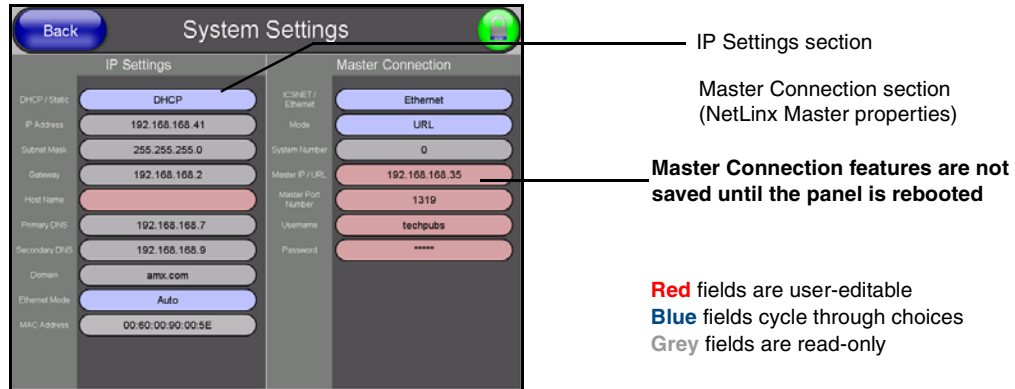 Back
System Settings
IP Settings
DHCP / Static
DHCP
IP Address
192.168.168.41
Subnet Mask
255.255.255.0
Gateway
192.168.168.2
Host Name
Primary DNS
192.168.168.7
Secondary DNS
192.168.168.9
Domain
amx.com
Ethernet Mode
Auto
MAC Address
00:60:00:90:00:5E
Master Connection
ICSNET /
Ethernet
Ethernet
Mode
URL
System Number
0
Master IP / URL
192.168.168.35
Master Port
Number
1319
Username
techpubs
Password
*****
IP Settings section
Master Connection section
(NetLinx Master properties)
Master Connection features are not
saved until the panel is rebooted
Red fields are user-editable
Blue fields cycle through choices
Grey fields are read-only